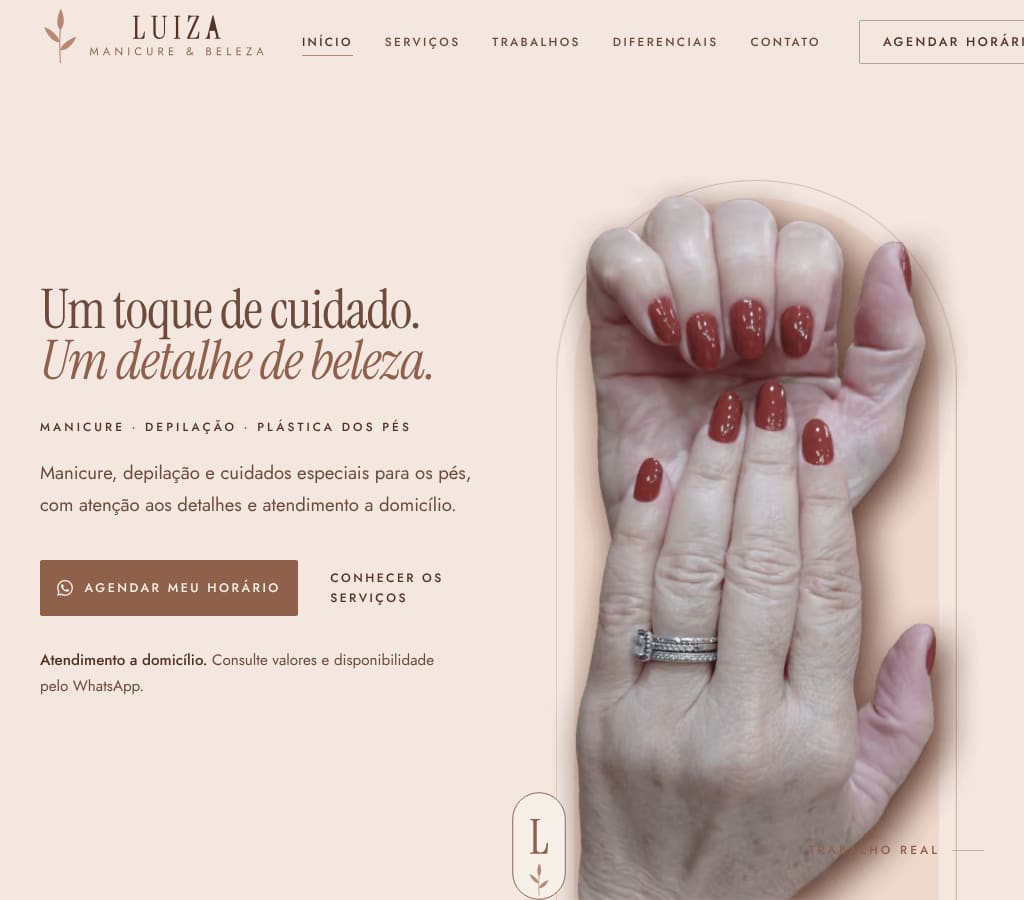 LUIZA
MANICURE & BELEZA
INÍCIO
SERVIÇOS
TRABALHOS
DIFERENCIAIS
CONTATO
AGENDAR
Um toque de cuidado.
Um detalhe de beleza.
MANICURE · DEPILAÇÃO · PLÁSTICA DOS PÉS
Manicure, depilação e cuidados especiais para os pés,
com atenção aos detalhes e atendimento a domicílio.
AGENDAR MEU HORÁRIO
CONHECER OS
SERVIÇOS
Atendimento a domicílio. Consulte valores e disponibilidade
pelo WhatsApp.
L
TRABALHO REAL